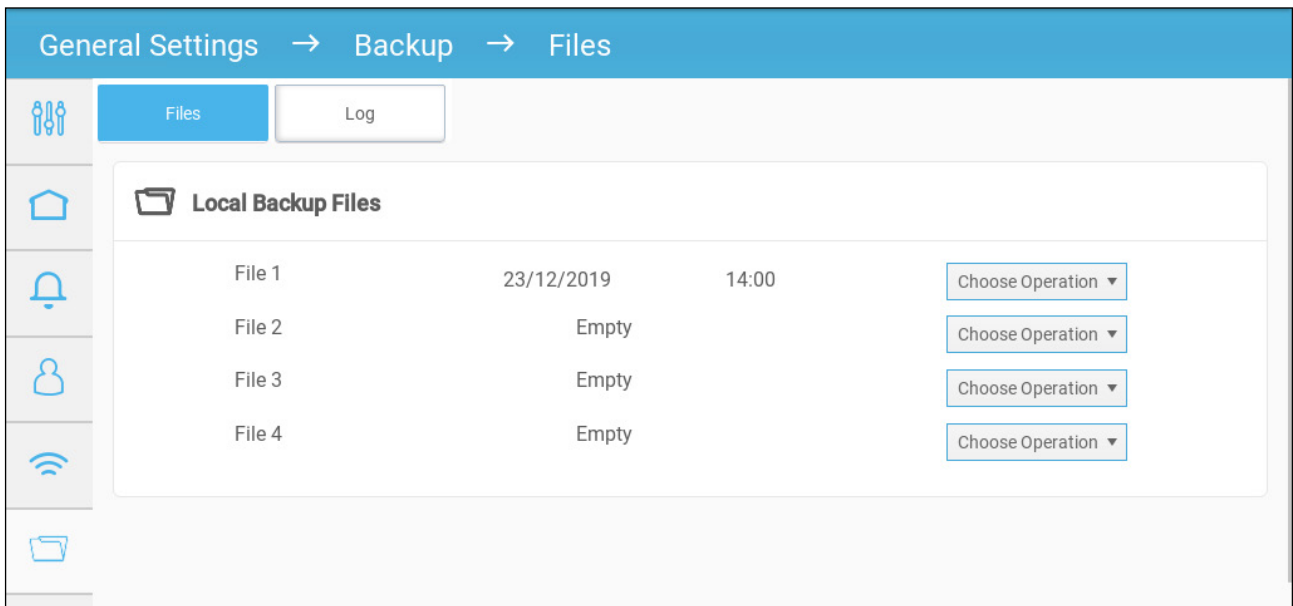 General Settings → Backup → Files
Files Log
Local Backup Files
File 1 23/12/2019 14:00 Choose Operation ▼
File 2 Empty Choose Operation ▼
File 3 Empty Choose Operation ▼
File 4 Empty Choose Operation ▼